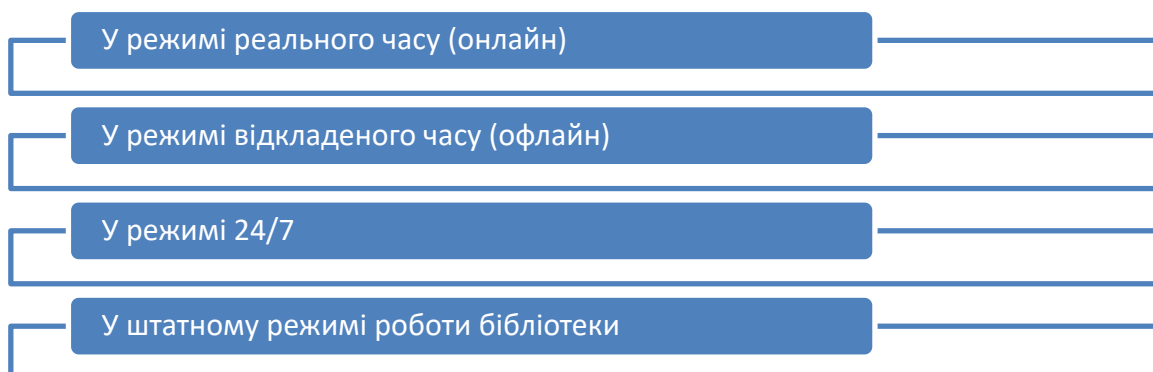 У режимі реального часу (онлайн)
У режимі відкладеного часу (офлайн)
У режимі 24/7
У штатному режимі роботи бібліотеки